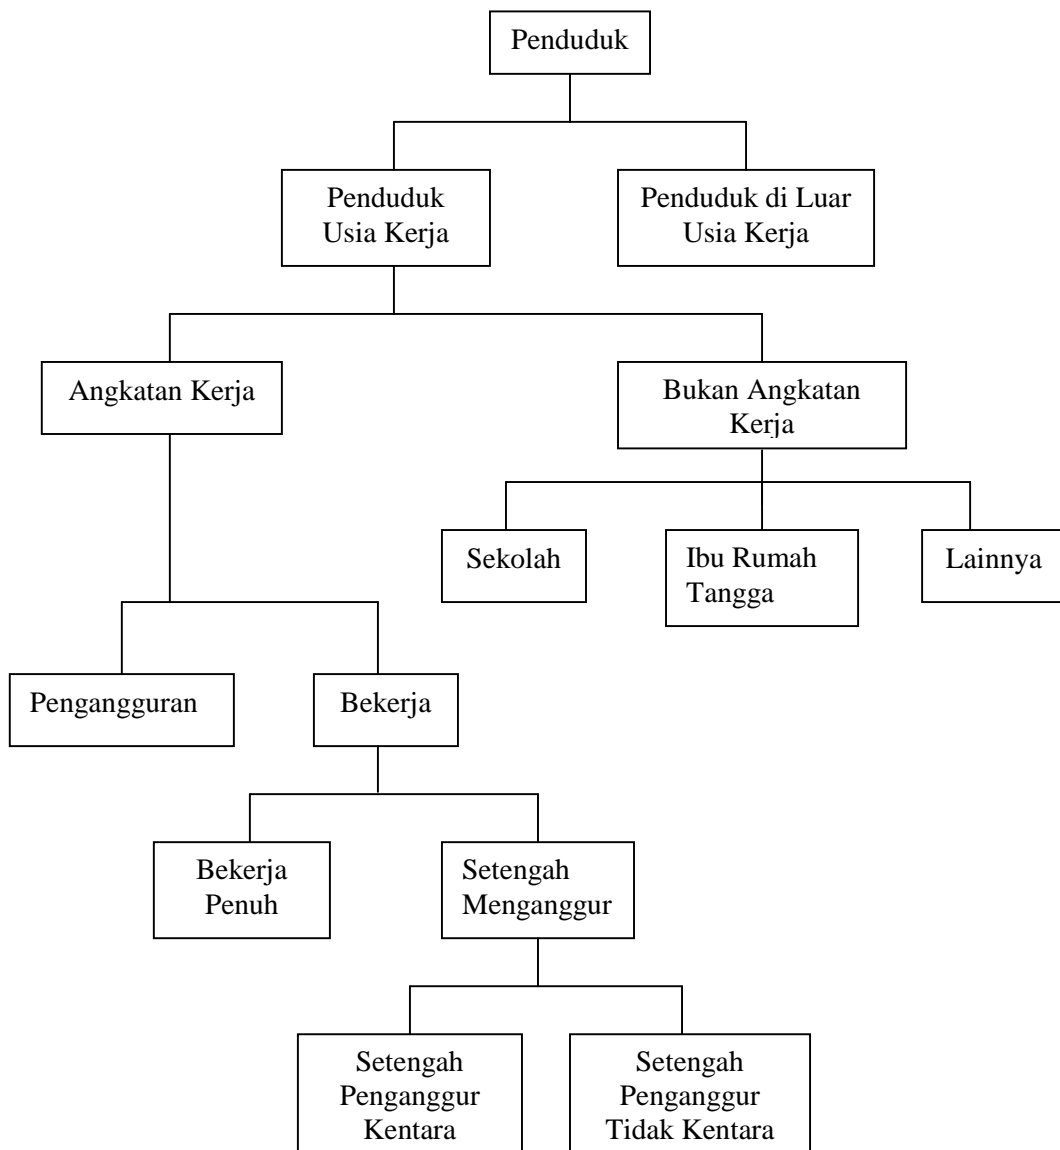 Penduduk
Penduduk
Usia Kerja
Penduduk di Luar
Usia Kerja
Angkatan Kerja
Bukan Angkatan
Kerja
Sekolah
Ibu Rumah
Tangga
Lainnya
Pengangguran
Bekerja
Bekerja
Penuh
Setengah
Menganggur
Setengah
Penganggur
Kentara
Setengah
Penganggur
Tidak Kentara